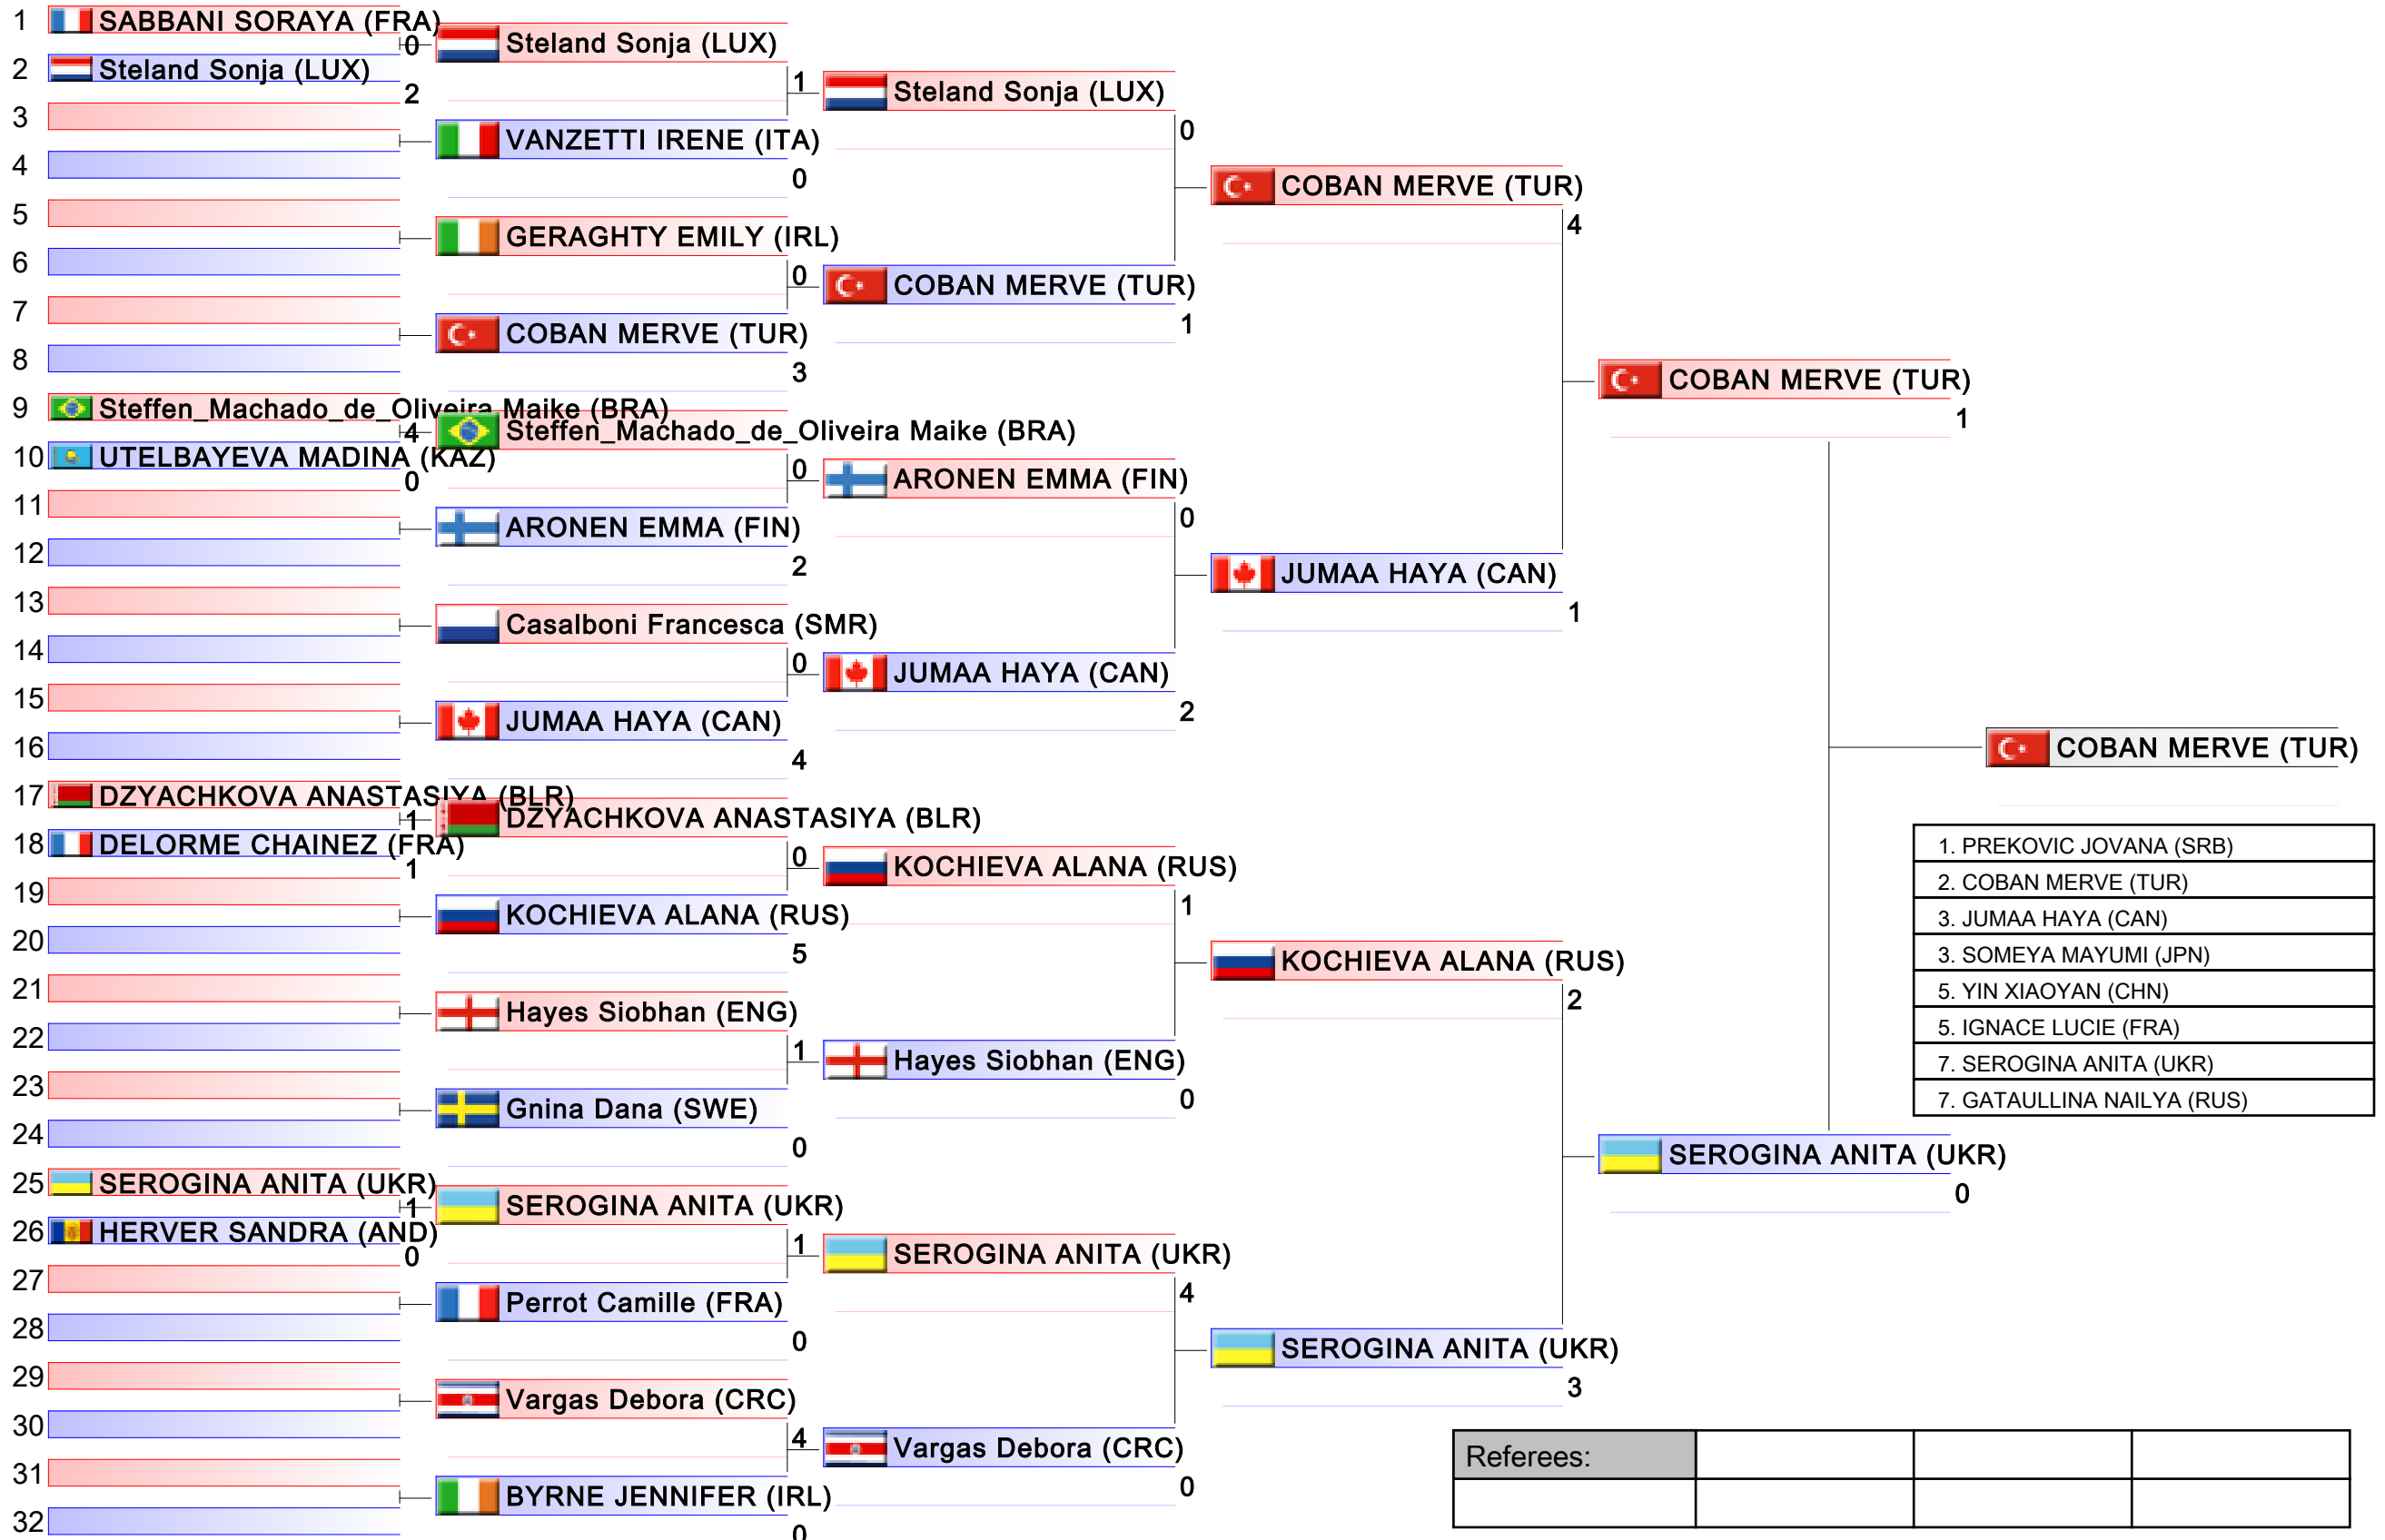 1 SABBANI SORAYA (FRA)
0
2 Steland Sonja (LUX)
2
3
4
5
6
7
8
9 Steffen_Machado_de_Oliveira Maike (BRA)
4
10 UTELBAYEVA MADINA (KAZ)
0
11
12
13
14
15
16
17 DZYACHKOVA ANASTASIYA (BLR)
1
18 DELORME CHAINEZ (FRA)
1
19
20
21
22
23
24
25 SEROGINA ANITA (UKR)
1
26 HERVER SANDRA (AND)
0
27
28
29
30
31
32
Steland Sonja (LUX)
1
VANZETTI IRENE (ITA)
0
GERAGHTY EMILY (IRL)
0
COBAN MERVE (TUR)
3
Steffen_Machado_de_Oliveira Maike (BRA)
0
ARONEN EMMA (FIN)
2
Casalboni Francesca (SMR)
0
JUMAA HAYA (CAN)
4
DZYACHKOVA ANASTASIYA (BLR)
0
KOCHIEVA ALANA (RUS)
5
Hayes Siobhan (ENG)
1
Gnina Dana (SWE)
0
SEROGINA ANITA (UKR)
1
Perrot Camille (FRA)
0
Vargas Debora (CRC)
4
BYRNE JENNIFER (IRL)
0
Steland Sonja (LUX)
0
COBAN MERVE (TUR)
1
ARONEN EMMA (FIN)
0
JUMAA HAYA (CAN)
2
KOCHIEVA ALANA (RUS)
1
Hayes Siobhan (ENG)
0
SEROGINA ANITA (UKR)
4
Vargas Debora (CRC)
0
COBAN MERVE (TUR)
4
JUMAA HAYA (CAN)
1
KOCHIEVA ALANA (RUS)
2
SEROGINA ANITA (UKR)
3
COBAN MERVE (TUR)
1
SEROGINA ANITA (UKR)
0
COBAN MERVE (TUR)
1. PREKOVIC JOVANA (SRB)
2. COBAN MERVE (TUR)
3. JUMAA HAYA (CAN)
3. SOMEYA MAYUMI (JPN)
5. YIN XIAOYAN (CHN)
5. IGNACE LUCIE (FRA)
7. SEROGINA ANITA (UKR)
7. GATAULLINA NAILYA (RUS)
Referees: